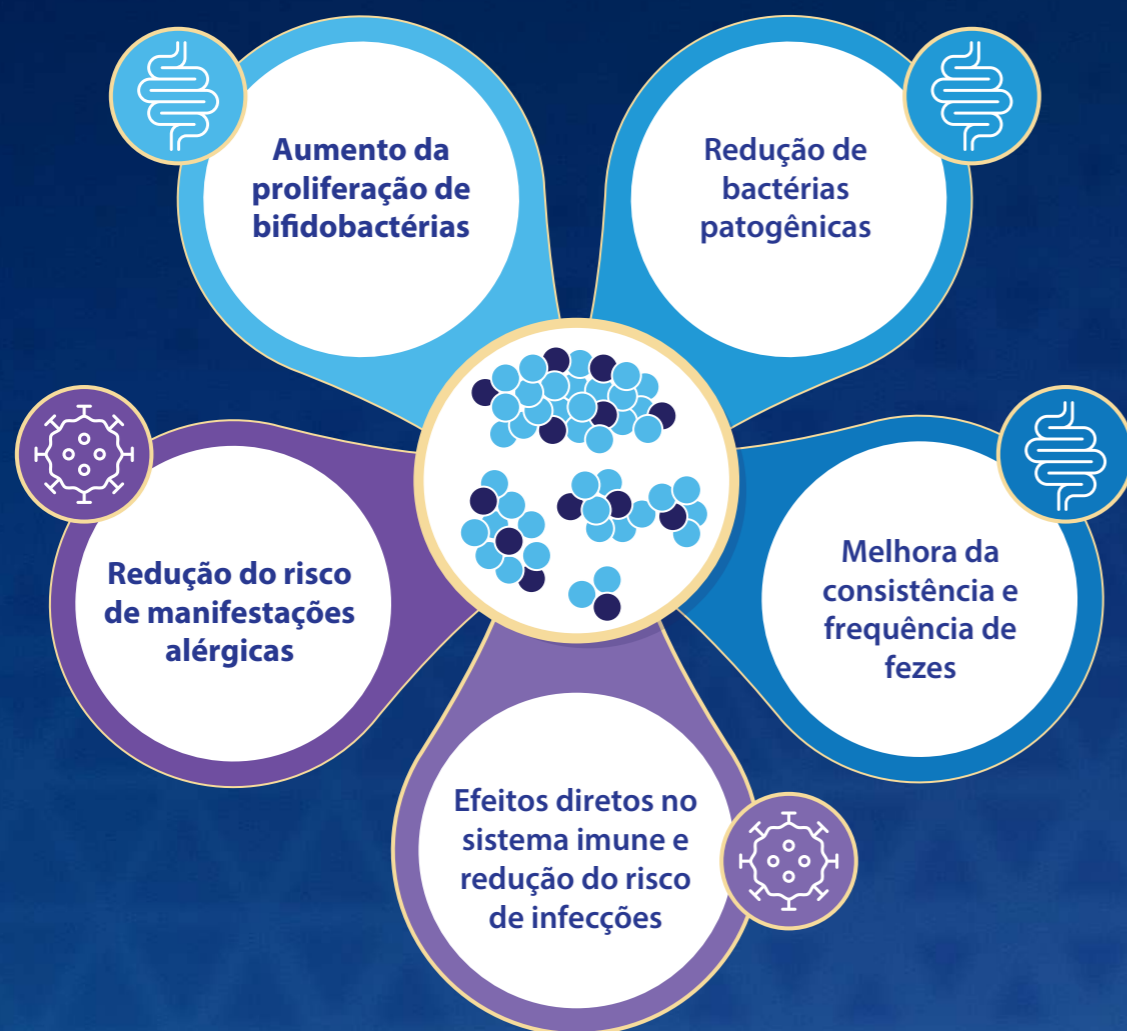 Aumento da
proliferação de
bifidobactérias
Redução de
bactérias
patogênicas
Redução do risco
de manifestações
alérgicas
Melhora da
consistência e
frequência de
fezes
Efeitos diretos no
sistema imune e
redução do risco
de infecções